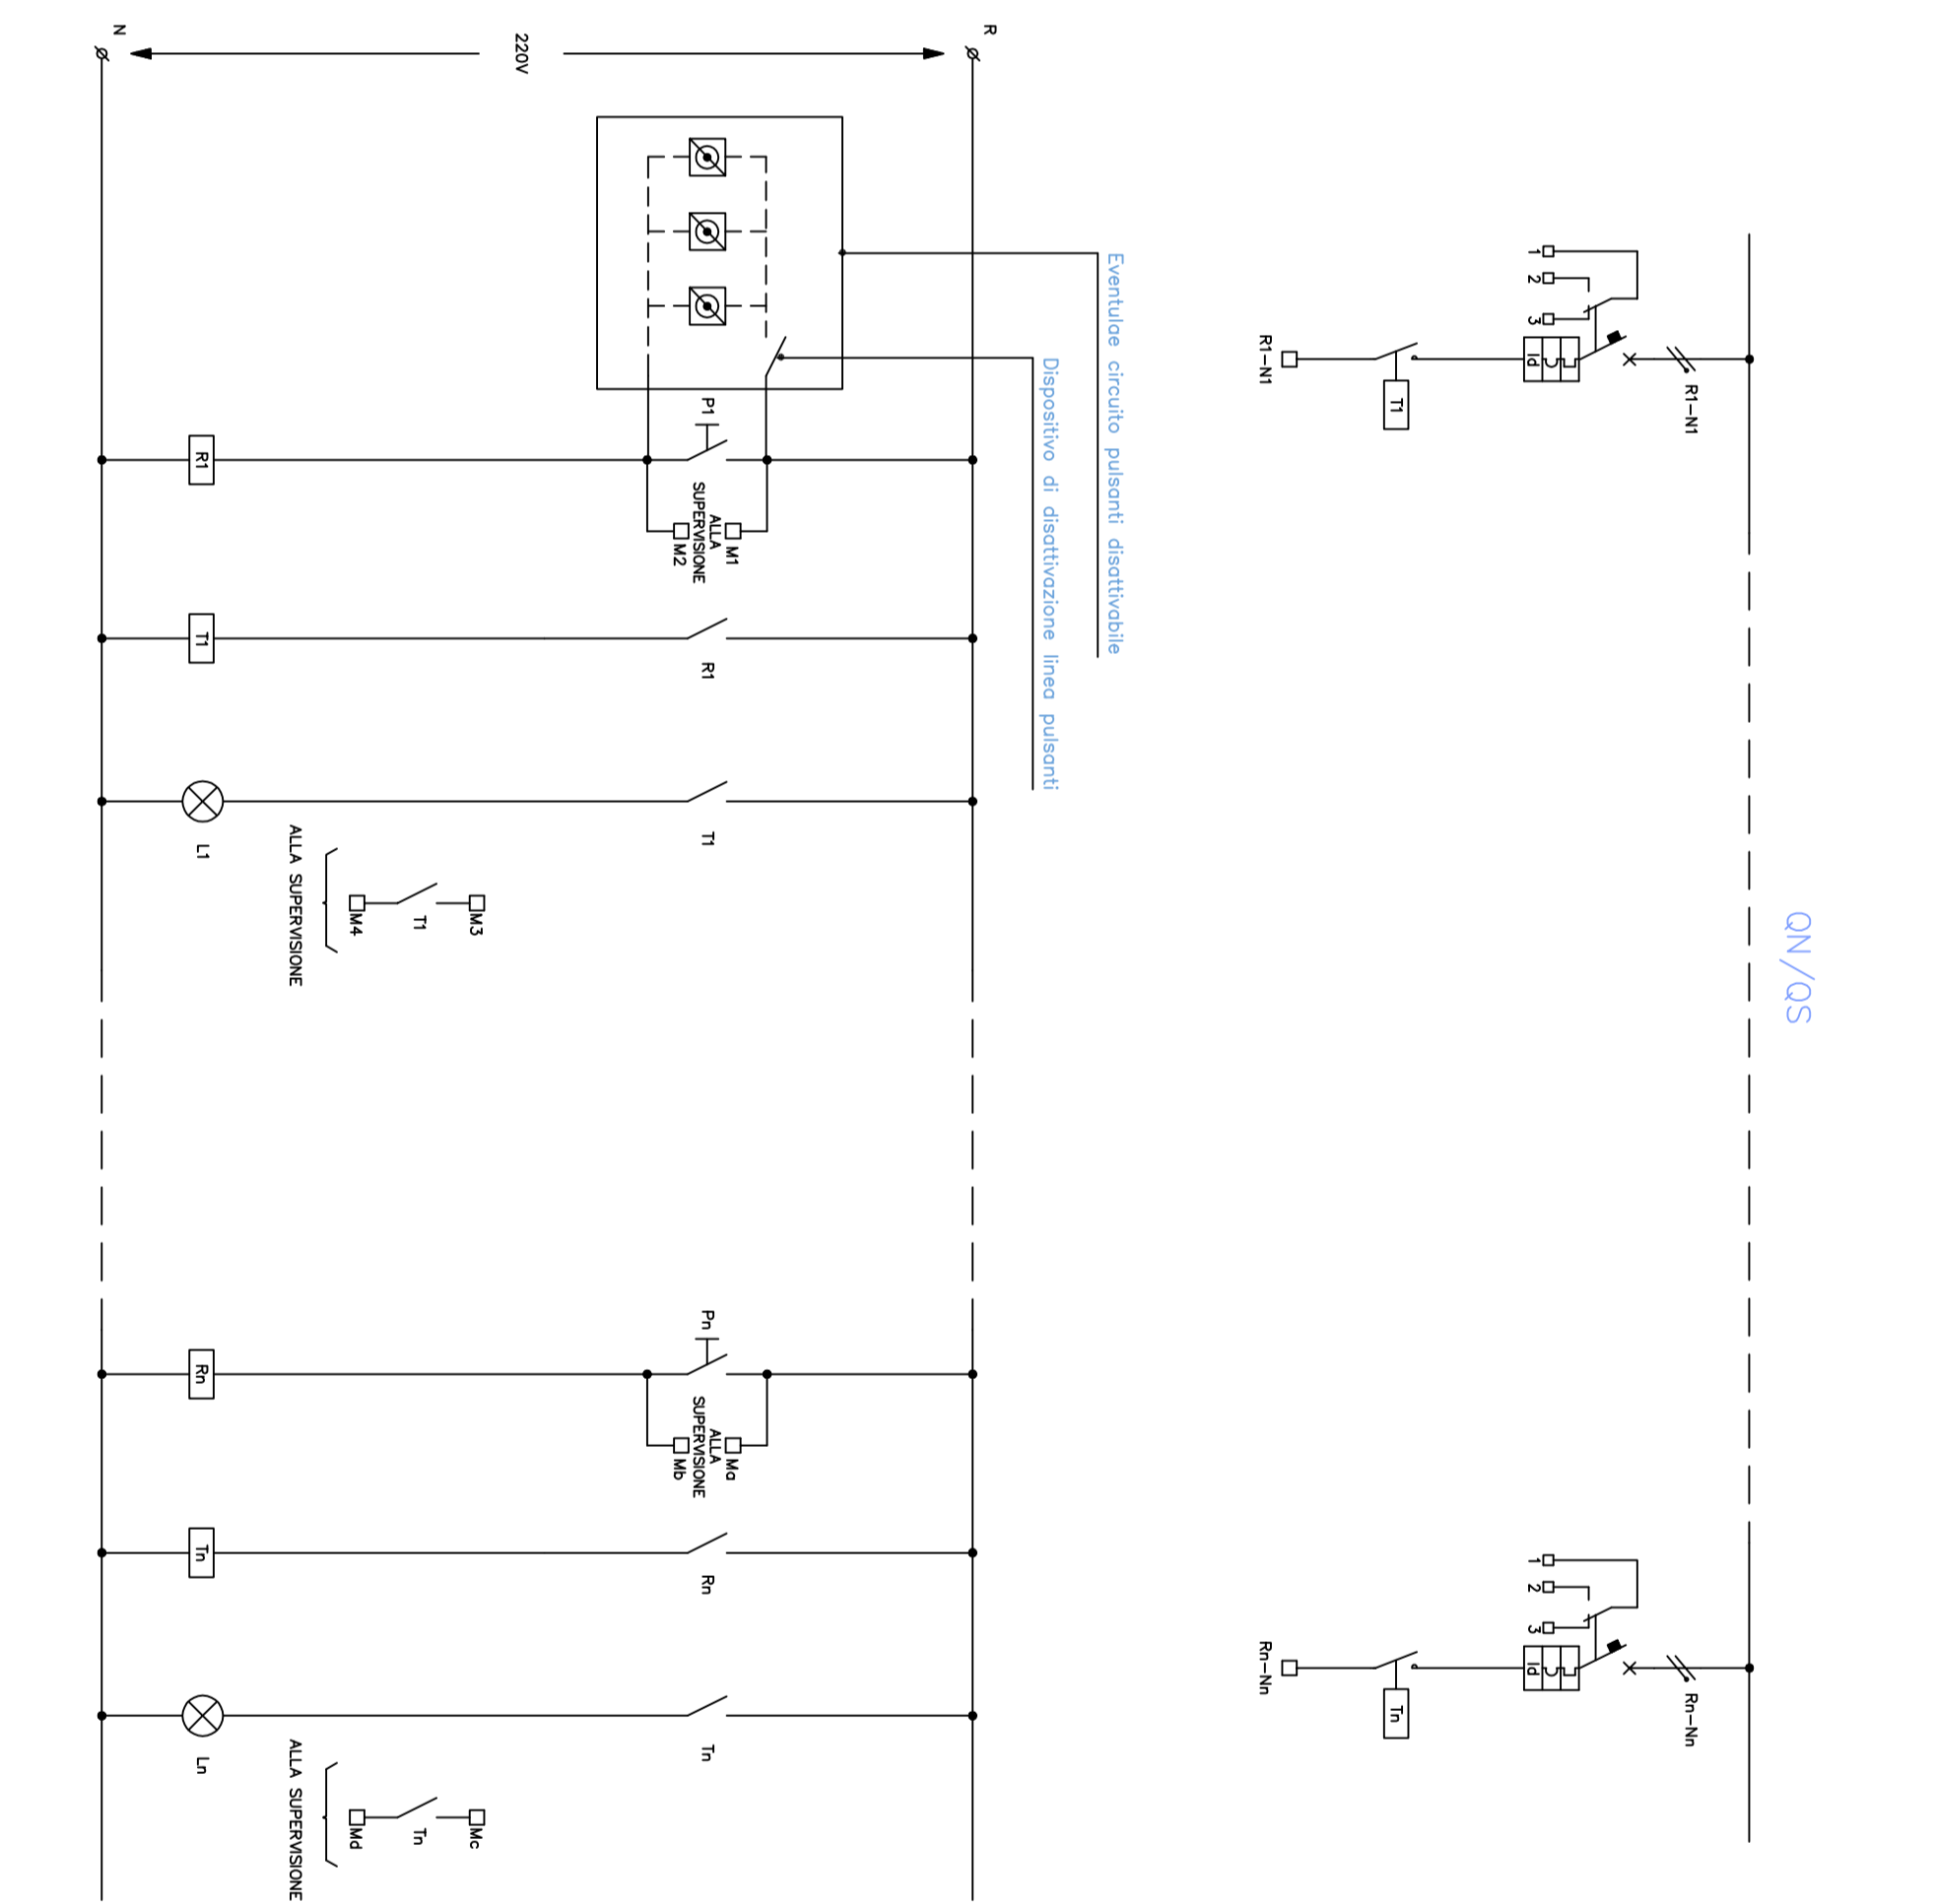 QN/QS
R1-N1
1
2
3
Id
T1
R1-N1
Rn-Nn
1
2
3
Id
Tn
Rn-Nn
Eventulae circuito pulsanti disattivabile
Dispositivo di disattivazione linea pulsanti
R
220V
N
P1
M1
ALLA
SUPERVISIONE
M2
R1
R1
T1
T1
L1
M3
T1
M4
ALLA SUPERVISIONE
Pn
Ma
ALLA
SUPERVISIONE
Mb
Rn
Rn
Tn
Tn
Ln
Mc
Tn
Md
ALLA SUPERVISIONE